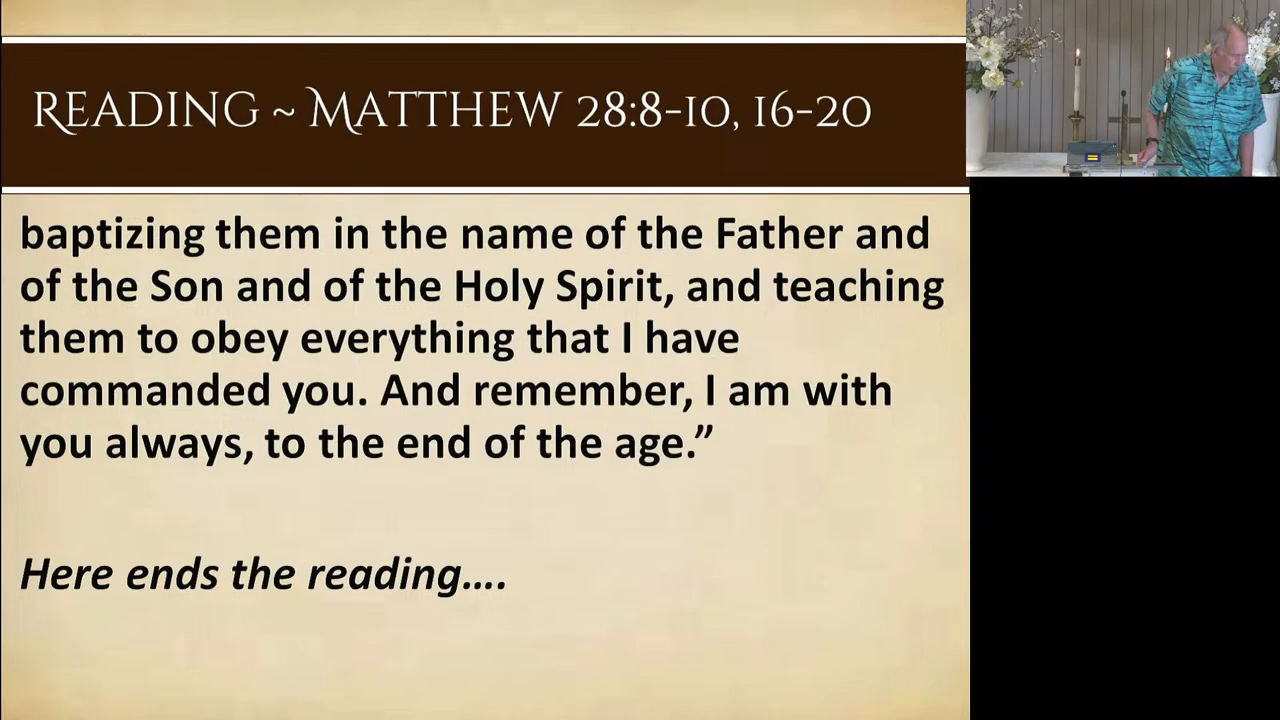 READING ~ MATTHEW 28:8-10, 16-20
baptizing them in the name of the Father and
of the Son and of the Holy Spirit, and teaching
them to obey everything that I have
commanded you. And remember, I am with
you always, to the end of the age.”
Here ends the reading....